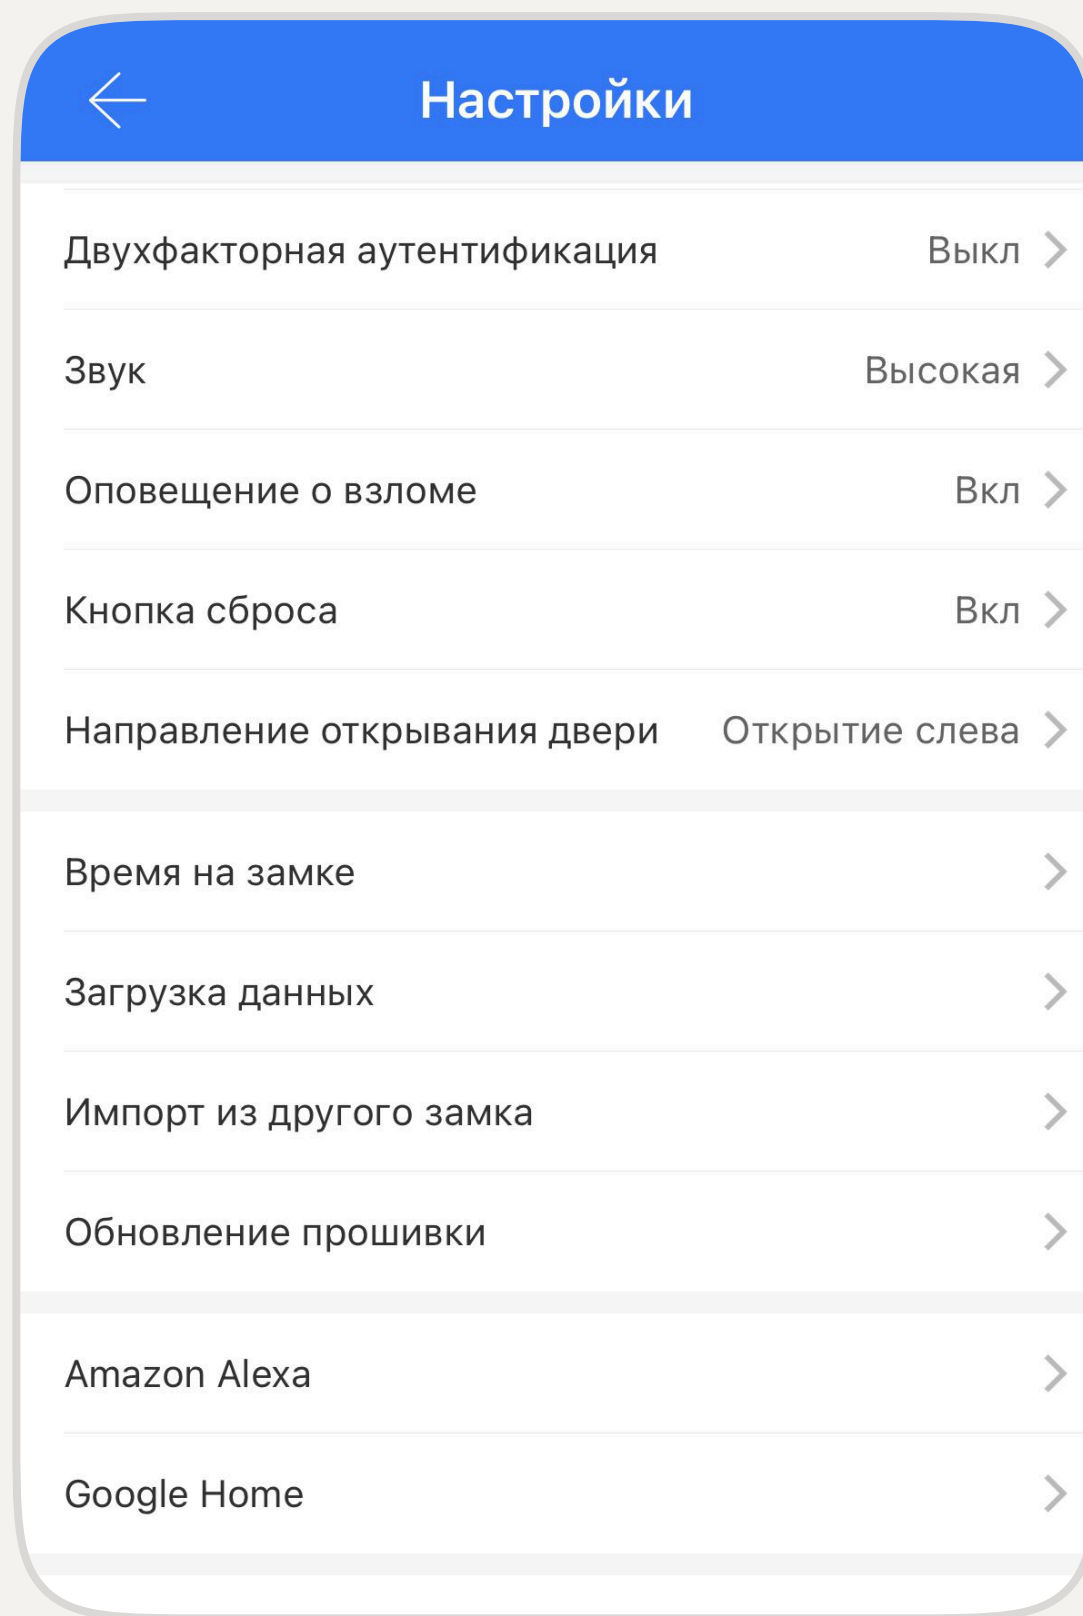 Настройки
Двухфакторная аутентификация Выкл
Звук Высокая
Оповещение о взломе Вкл
Кнопка сброса Вкл
Направление открывания двери Открытие слева
Время на замке
Загрузка данных
Импорт из другого замка
Обновление прошивки
Amazon Alexa
Google Home